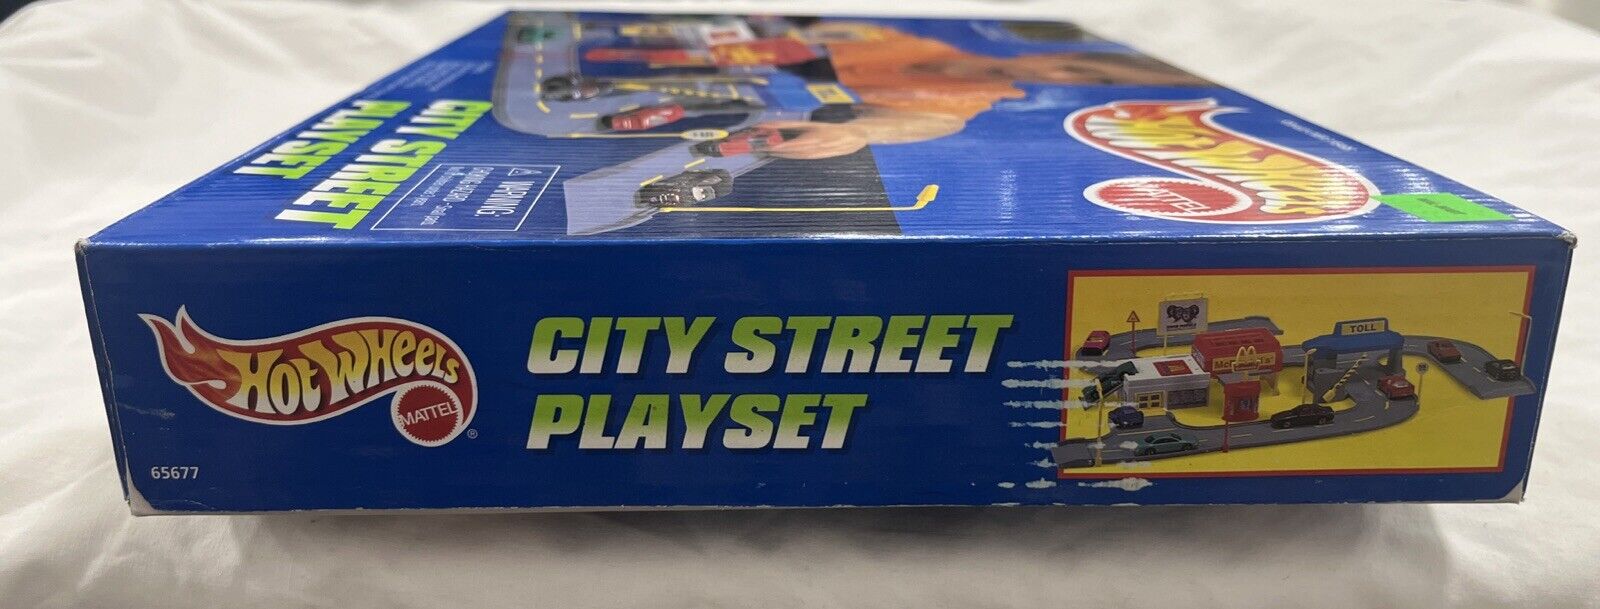 CITY STREET
PLAYSET
WARNING:
HOT WHEELS
MATTEL
®
HOT WHEELS
MATTEL
®
CITY STREET
PLAYSET
TOLL
McDonald's
65677